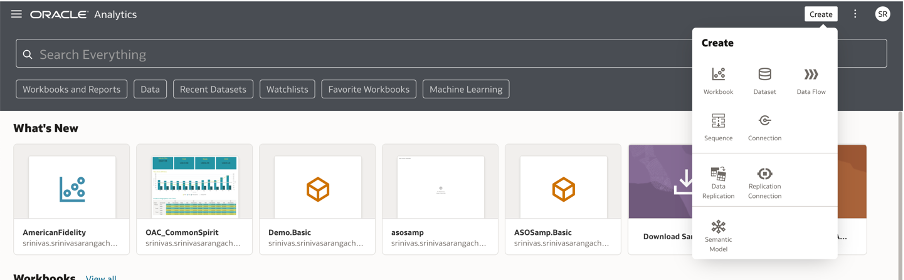 ORACLE Analytics
Create
SR
Search Everything
Workbooks and Reports
Data
Recent Datasets
Watchlists
Favorite Workbooks
Machine Learning
Create
Workbook
Dataset
Data Flow
Sequence
Connection
Data
Replication
Replication
Connection
Semantic
Model
What's New
AmericanFidelity
srinivas.srinivasarangach...
OAC_CommonSpirit
srinivas.srinivasarangach...
Demo.Basic
srinivas.srinivasarangach...
asosamp
srinivas.srinivasarangach...
ASOSamp.Basic
srinivas.srinivasarangach...
Download Sa
A...
Workbooks
View all